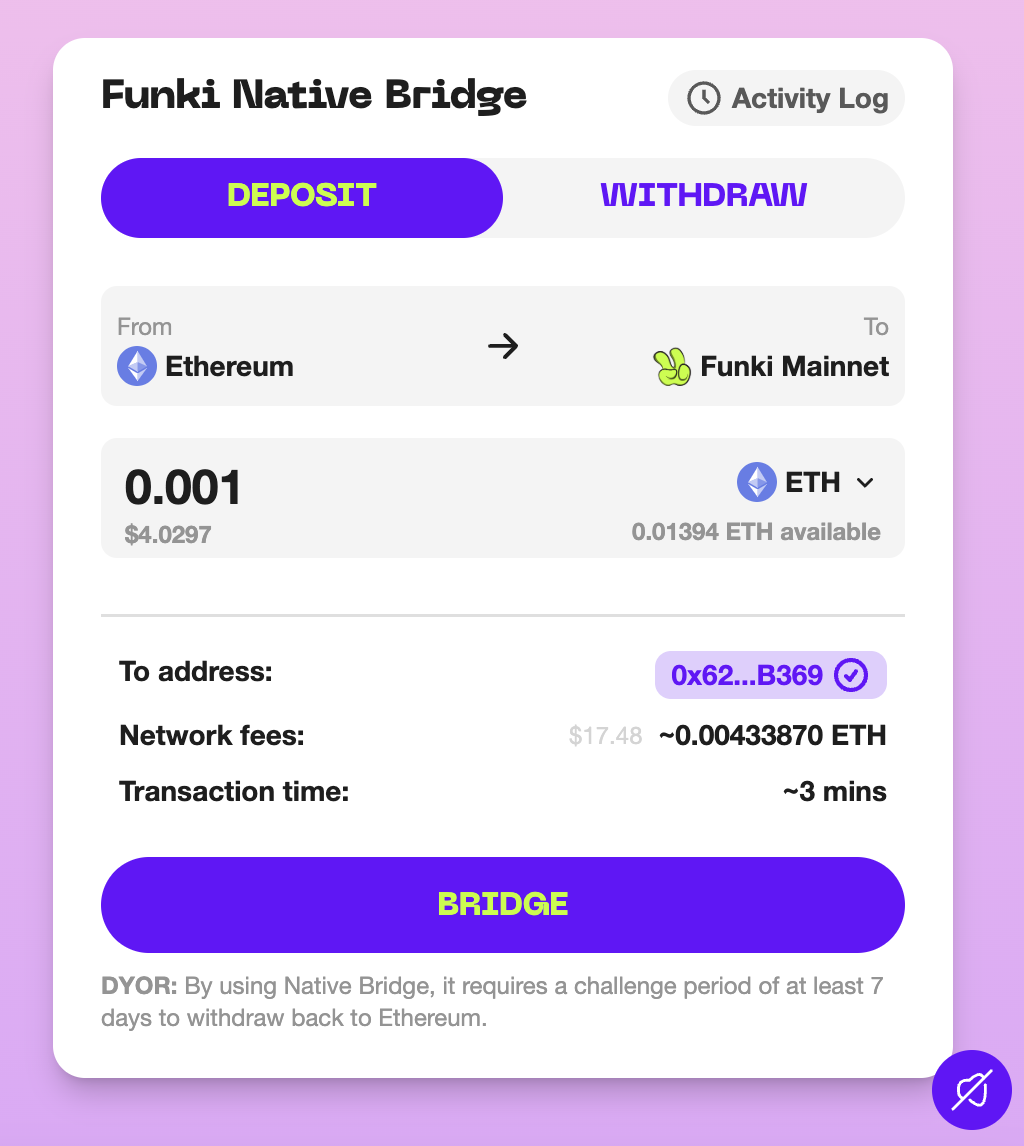 Funki Native Bridge
Activity Log
DEPOSIT
WITHDRAW
From
To
Ethereum
Funki Mainnet
0.001
ETH
$4.0297
0.01394 ETH available
To address:
0x62...B369
Network fees:
$17.48 ~0.00433870 ETH
Transaction time:
~3 mins
BRIDGE
DYOR: By using Native Bridge, it requires a challenge period of at least 7
days to withdraw back to Ethereum.